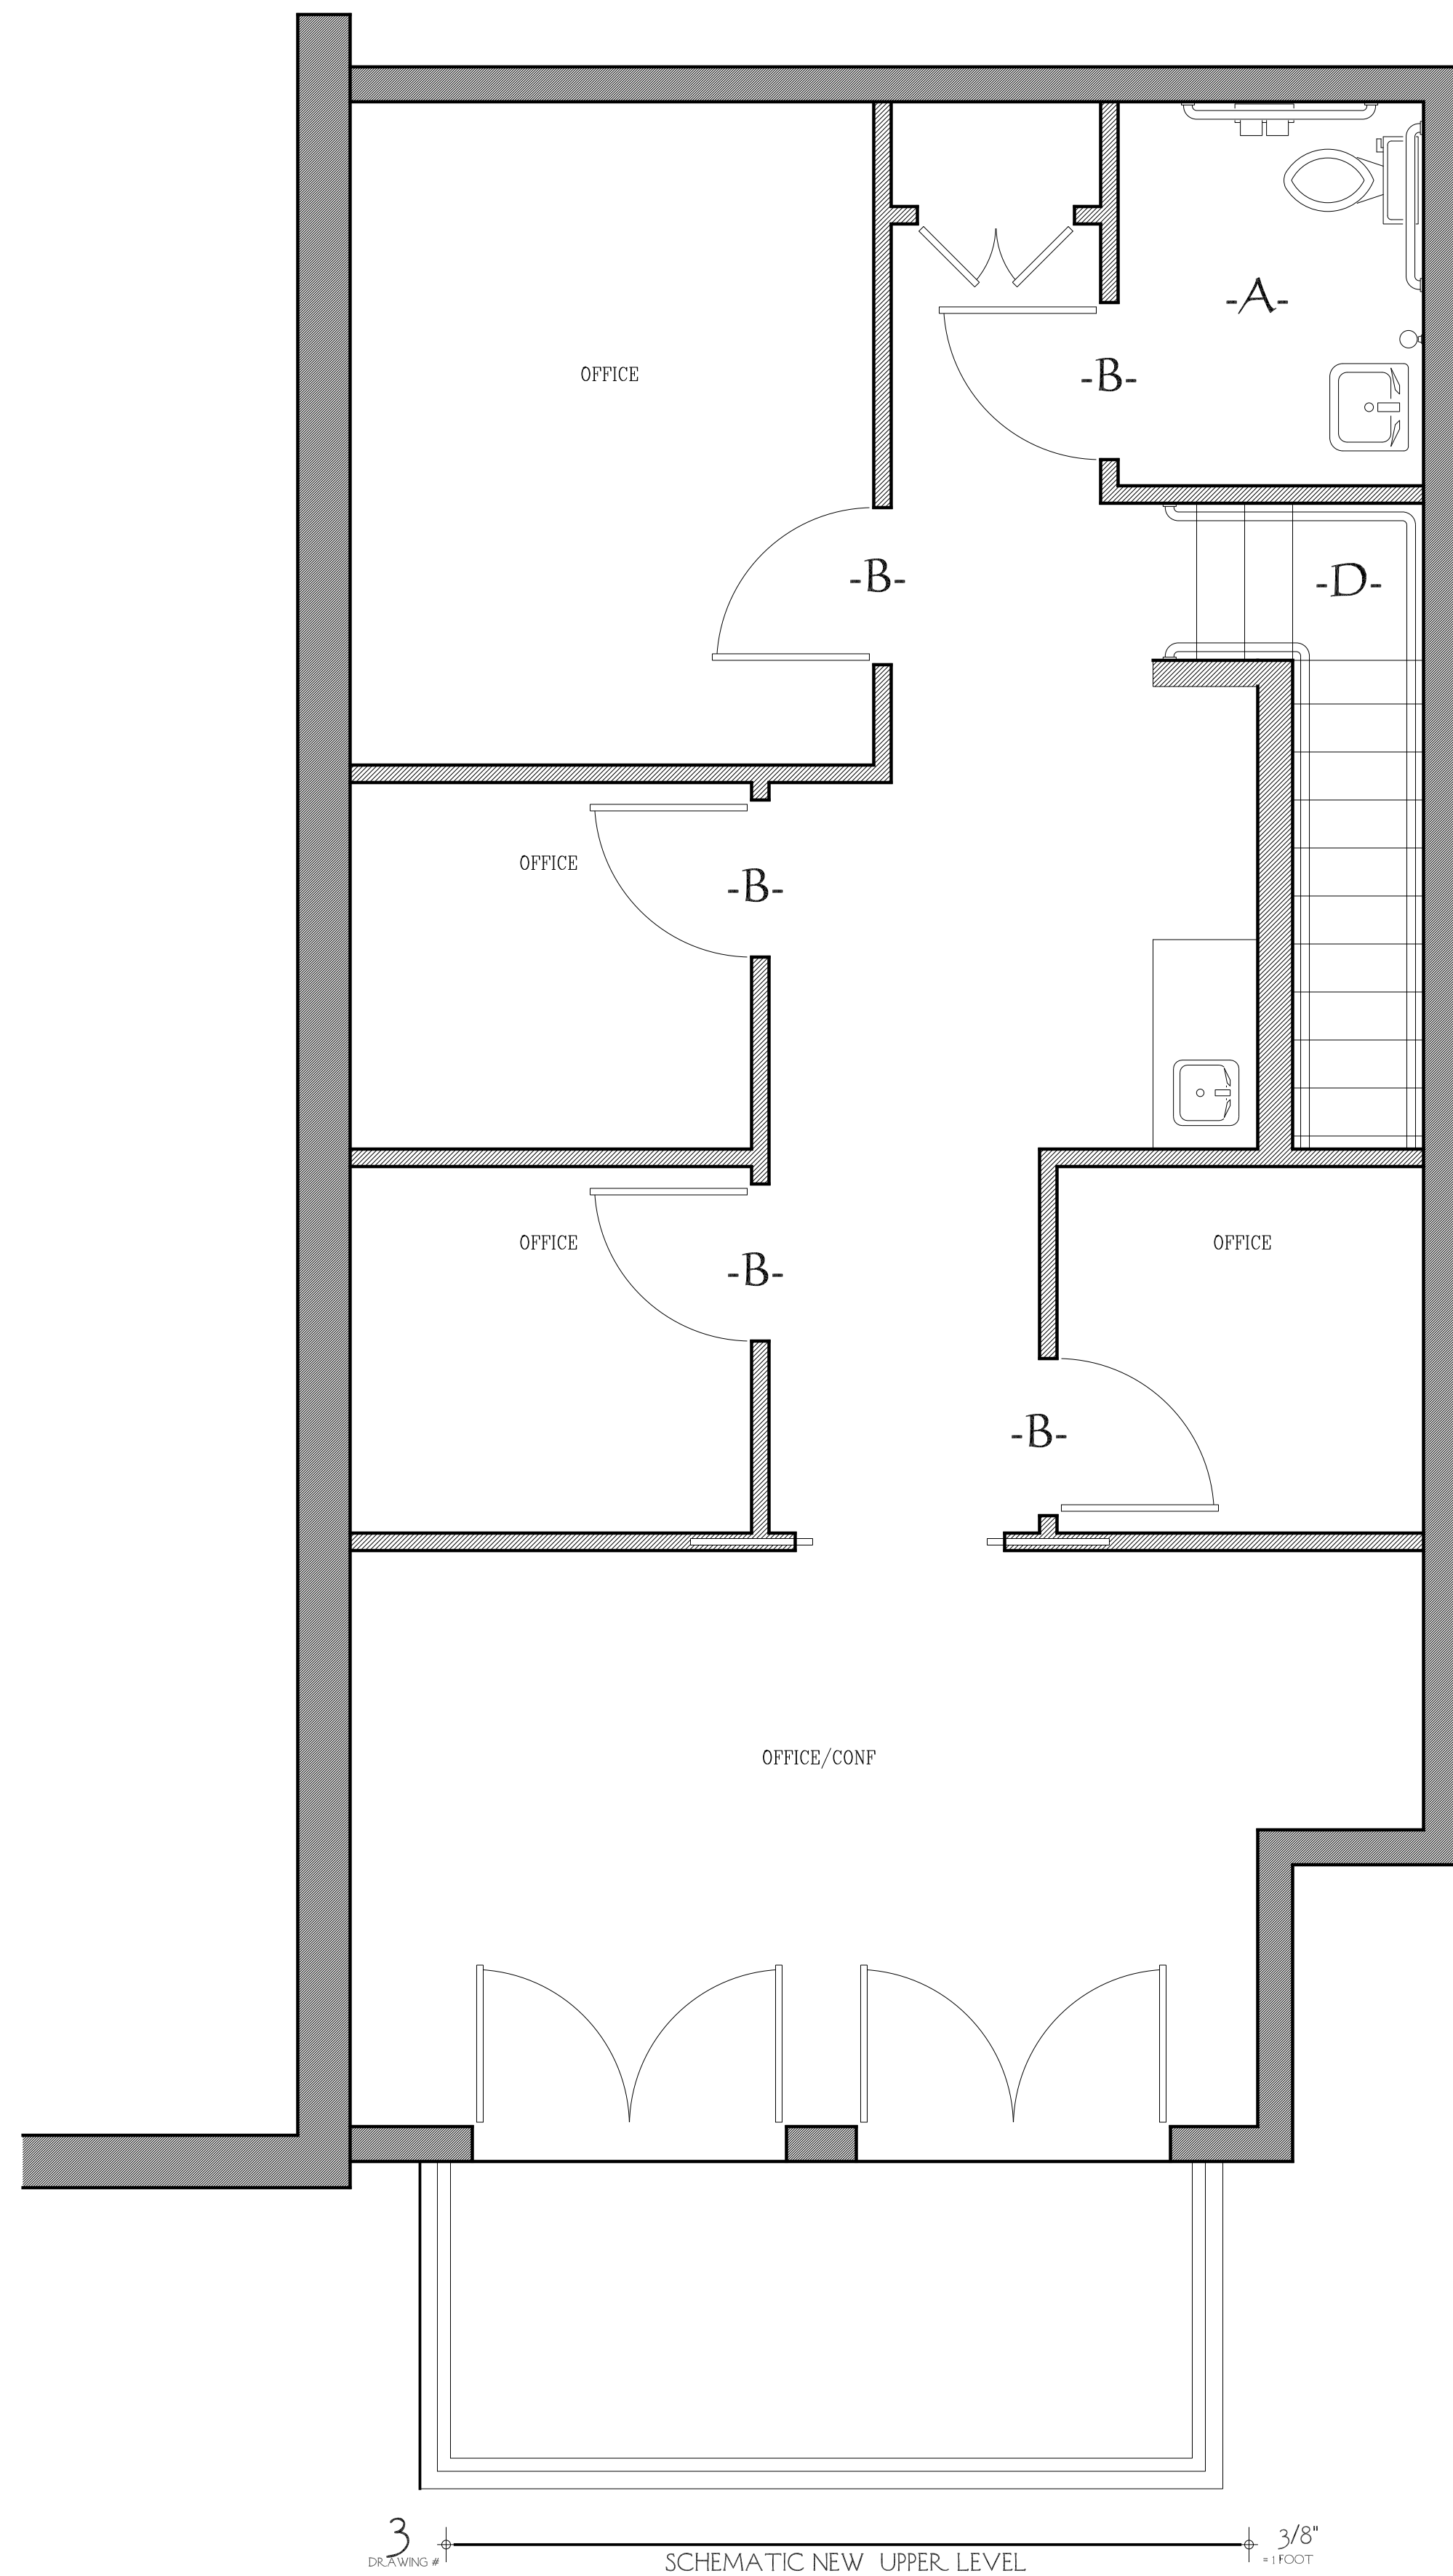 -A-
OFFICE
-B-
-B-
-D-
OFFICE
-B-
OFFICE
OFFICE
-B-
-B-
OFFICE/CONF
3
DRAWING #
SCHEMATIC NEW UPPER LEVEL
3/8"
= 1 FOOT